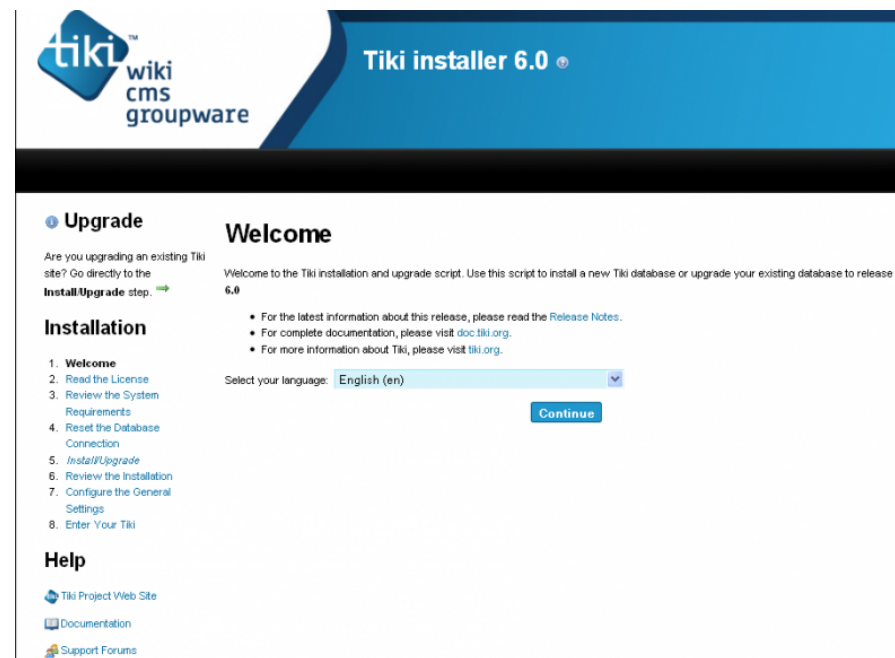 tiki™
wiki
cms
groupware
Tiki installer 6.0
Upgrade
Are you upgrading an existing Tiki
site? Go directly to the
Install/Upgrade step.
Installation
1. Welcome
2. Read the License
3. Review the System
Requirements
4. Reset the Database
Connection
5. Install/Upgrade
6. Review the Installation
7. Configure the General
Settings
8. Enter Your Tiki
Help
Tiki Project Web Site
Documentation
Support Forums
Welcome
Welcome to the Tiki installation and upgrade script. Use this script to install a new Tiki database or upgrade your existing database to release
6.0
• For the latest information about this release, please read the Release Notes.
• For complete documentation, please visit doc.tiki.org.
• For more information about Tiki, please visit tiki.org.
Select your language: English (en)
Continue